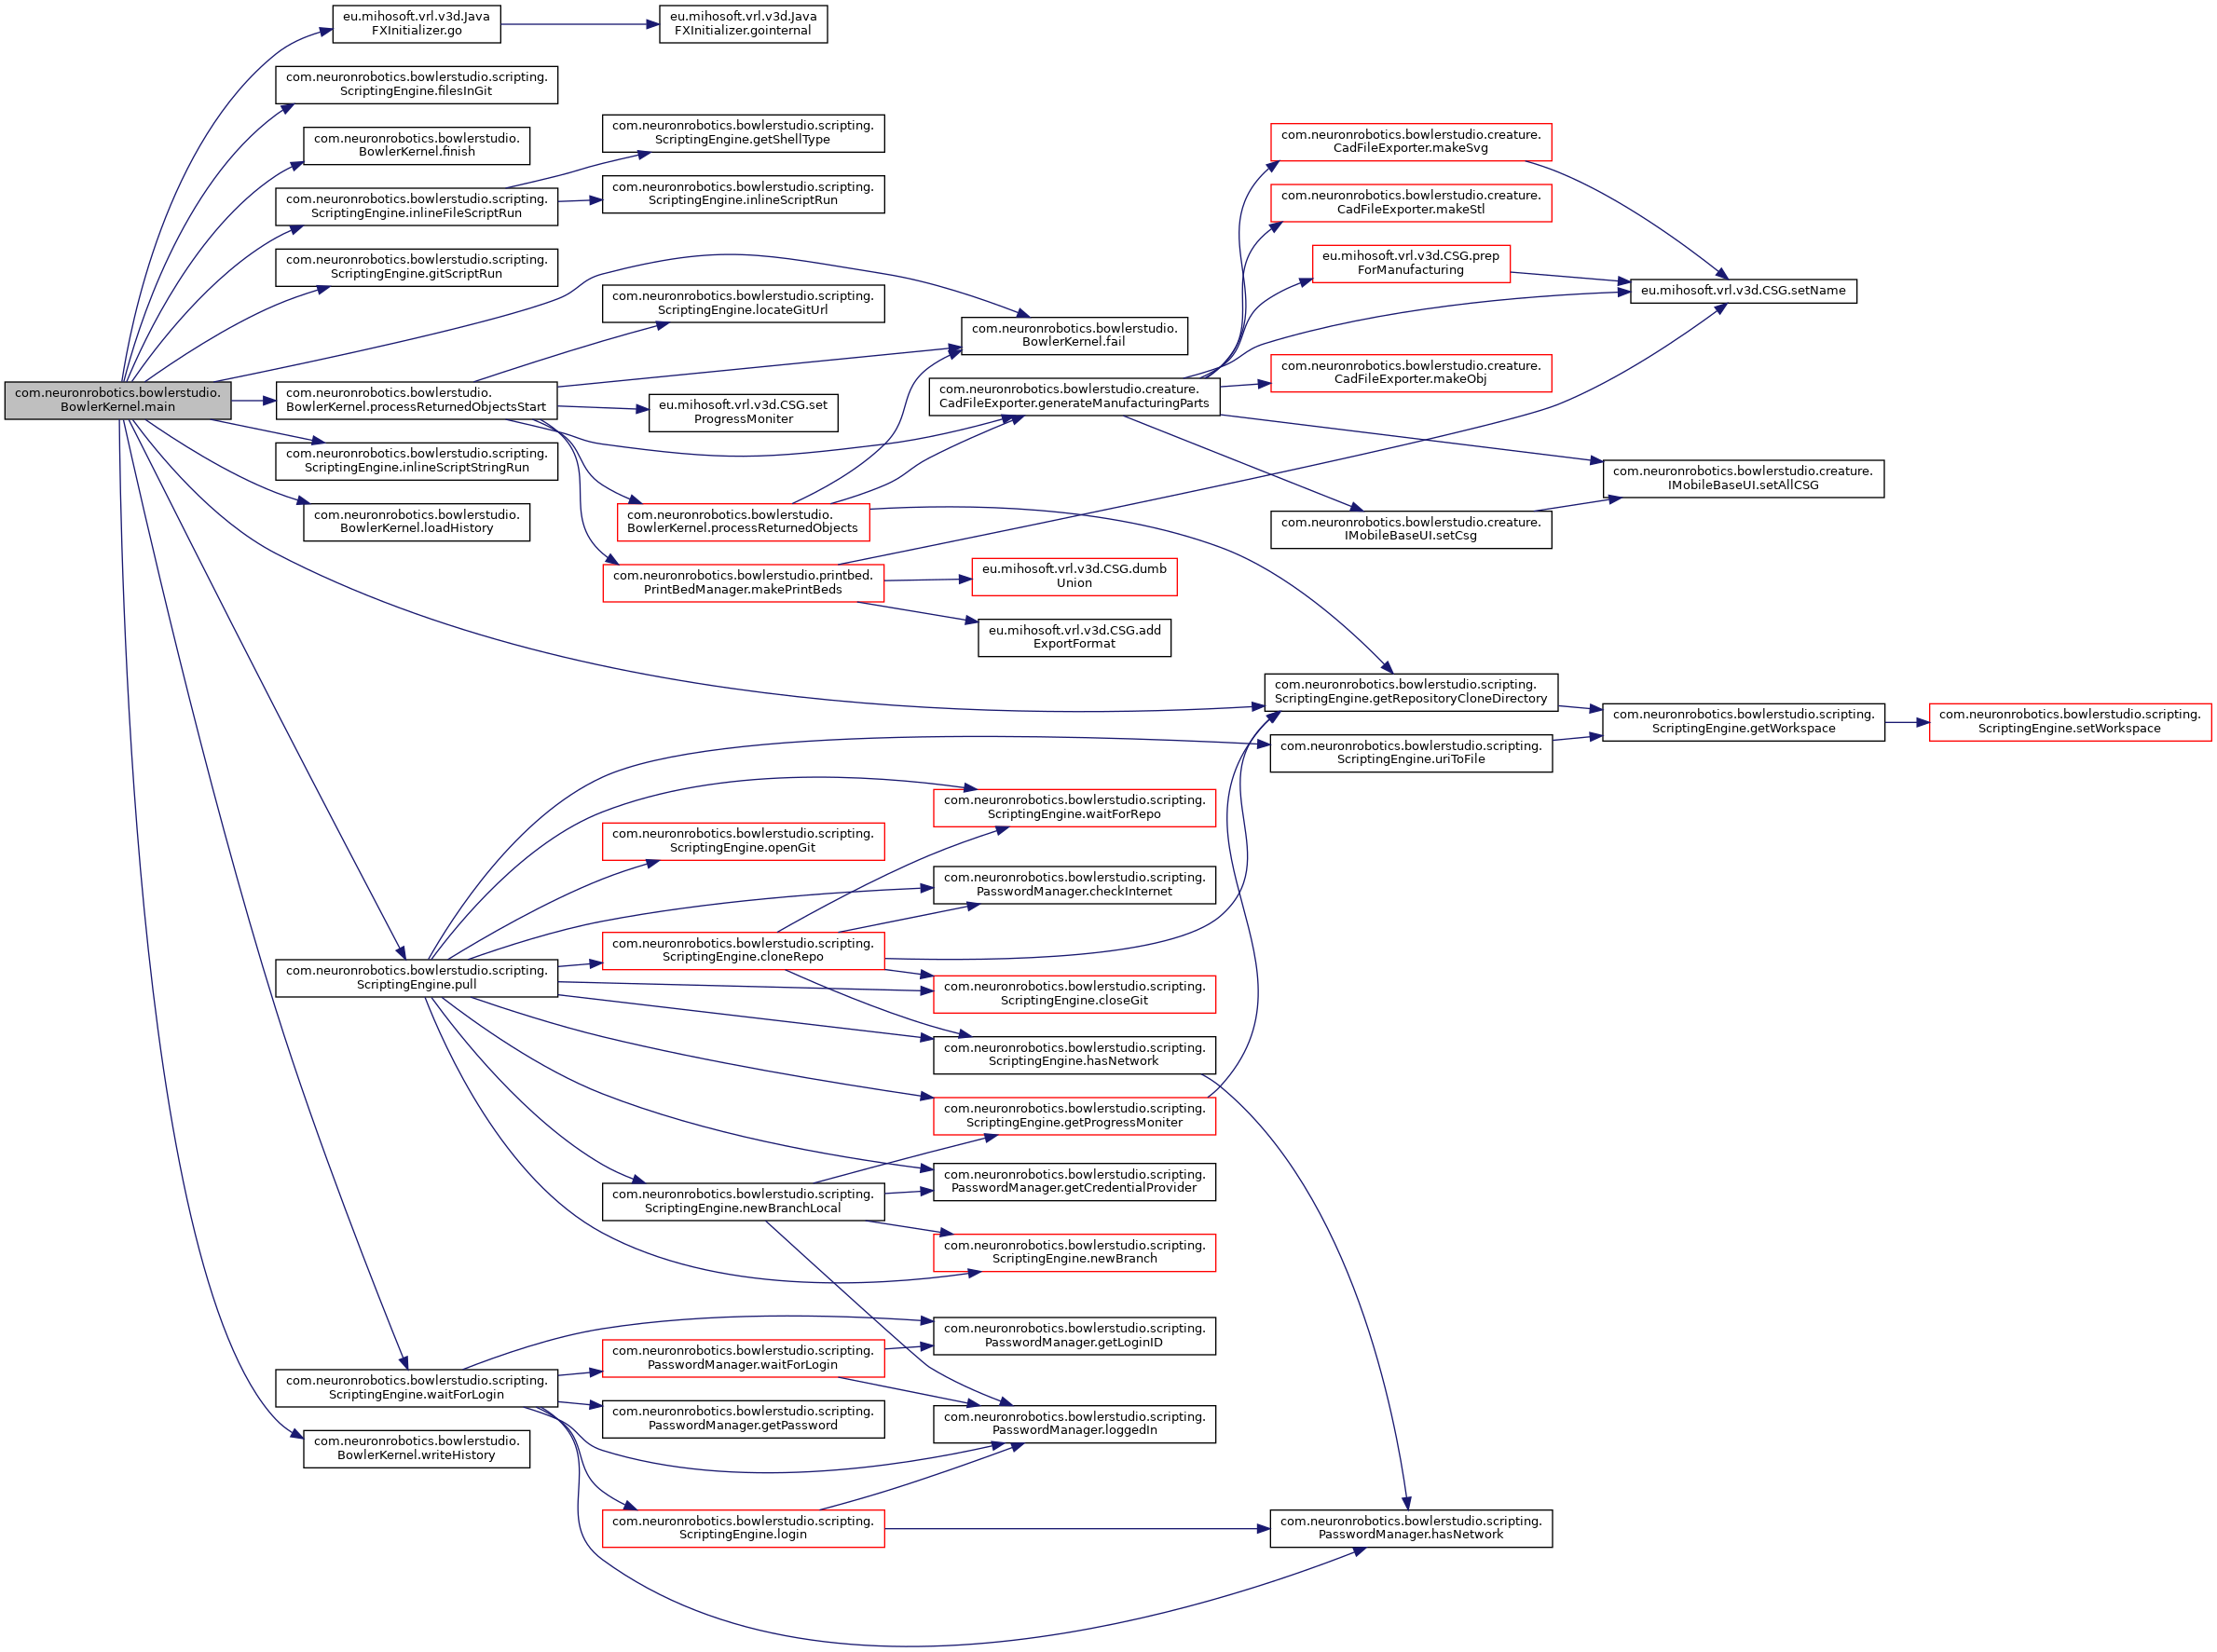 eu.mihosoft.vrl.v3d.Java
FXInitializer.go
eu.mihosoft.vrl.v3d.Java
FXInitializer.gointernal
com.neuronrobotics.bowlerstudio.scripting.
ScriptingEngine.filesInGit
com.neuronrobotics.bowlerstudio.
BowlerKernel.finish
com.neuronrobotics.bowlerstudio.scripting.
ScriptingEngine.getShellType
com.neuronrobotics.bowlerstudio.scripting.
ScriptingEngine.inlineFileScriptRun
com.neuronrobotics.bowlerstudio.scripting.
ScriptingEngine.inlineScriptRun
com.neuronrobotics.bowlerstudio.scripting.
ScriptingEngine.gitScriptRun
com.neuronrobotics.bowlerstudio.scripting.
ScriptingEngine.locateGitUrl
com.neuronrobotics.bowlerstudio.
BowlerKernel.fail
com.neuronrobotics.bowlerstudio.creature.
CadFileExporter.makeSvg
com.neuronrobotics.bowlerstudio.creature.
CadFileExporter.makeStl
eu.mihosoft.vrl.v3d.CSG.prep
ForManufacturing
eu.mihosoft.vrl.v3d.CSG.setName
com.neuronrobotics.bowlerstudio.creature.
CadFileExporter.makeObj
com.neuronrobotics.bowlerstudio.
BowlerKernel.main
com.neuronrobotics.bowlerstudio.
BowlerKernel.processReturnedObjectsStart
eu.mihosoft.vrl.v3d.CSG.set
ProgressMoniter
com.neuronrobotics.bowlerstudio.creature.
CadFileExporter.generateManufacturingParts
com.neuronrobotics.bowlerstudio.scripting.
ScriptingEngine.inlineScriptStringRun
com.neuronrobotics.bowlerstudio.creature.
IMobileBaseUI.setAllCSG
com.neuronrobotics.bowlerstudio.
BowlerKernel.loadHistory
com.neuronrobotics.bowlerstudio.
BowlerKernel.processReturnedObjects
com.neuronrobotics.bowlerstudio.creature.
IMobileBaseUI.setCsg
com.neuronrobotics.bowlerstudio.printbed.
PrintBedManager.makePrintBeds
eu.mihosoft.vrl.v3d.CSG.dumb
Union
eu.mihosoft.vrl.v3d.CSG.add
ExportFormat
com.neuronrobotics.bowlerstudio.scripting.
ScriptingEngine.getRepositoryCloneDirectory
com.neuronrobotics.bowlerstudio.scripting.
ScriptingEngine.getWorkspace
com.neuronrobotics.bowlerstudio.scripting.
ScriptingEngine.setWorkspace
com.neuronrobotics.bowlerstudio.scripting.
ScriptingEngine.uriToFile
com.neuronrobotics.bowlerstudio.scripting.
ScriptingEngine.waitForRepo
com.neuronrobotics.bowlerstudio.scripting.
ScriptingEngine.openGit
com.neuronrobotics.bowlerstudio.scripting.
PasswordManager.checkInternet
com.neuronrobotics.bowlerstudio.scripting.
ScriptingEngine.cloneRepo
com.neuronrobotics.bowlerstudio.scripting.
ScriptingEngine.pull
com.neuronrobotics.bowlerstudio.scripting.
ScriptingEngine.closeGit
com.neuronrobotics.bowlerstudio.scripting.
ScriptingEngine.hasNetwork
com.neuronrobotics.bowlerstudio.scripting.
ScriptingEngine.getProgressMoniter
com.neuronrobotics.bowlerstudio.scripting.
PasswordManager.getCredentialProvider
com.neuronrobotics.bowlerstudio.scripting.
ScriptingEngine.newBranchLocal
com.neuronrobotics.bowlerstudio.scripting.
ScriptingEngine.newBranch
com.neuronrobotics.bowlerstudio.scripting.
PasswordManager.getLoginID
com.neuronrobotics.bowlerstudio.scripting.
PasswordManager.waitForLogin
com.neuronrobotics.bowlerstudio.scripting.
ScriptingEngine.waitForLogin
com.neuronrobotics.bowlerstudio.scripting.
PasswordManager.getPassword
com.neuronrobotics.bowlerstudio.scripting.
PasswordManager.loggedIn
com.neuronrobotics.bowlerstudio.
BowlerKernel.writeHistory
com.neuronrobotics.bowlerstudio.scripting.
ScriptingEngine.login
com.neuronrobotics.bowlerstudio.scripting.
PasswordManager.hasNetwork